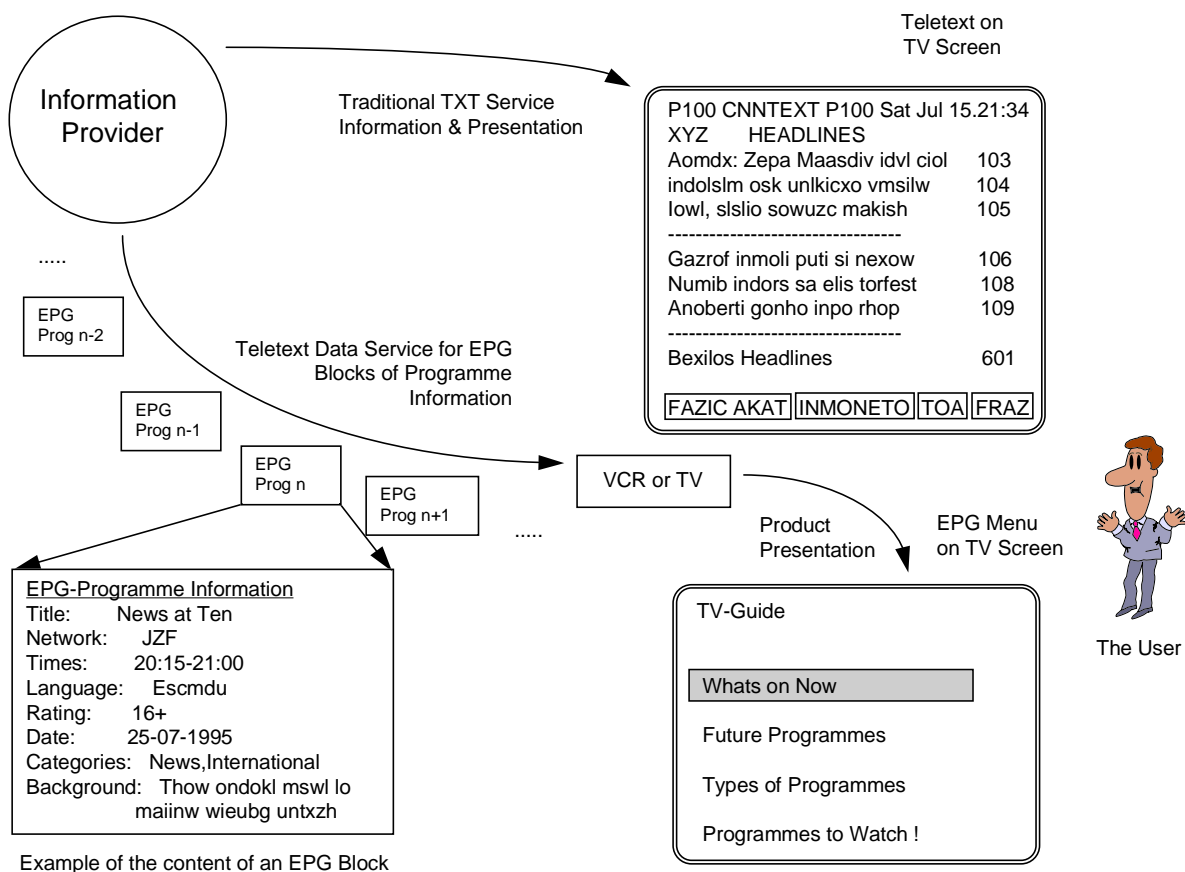 Teletext on
TV Screen
Information
Provider
Traditional TXT Service
Information & Presentation
P100 CNNTEXT P100 Sat Jul 15.21:34
XYZ HEADLINES
Aomdx: Zepa Maasdiv idvl ciol 103
indolslm osk unlkicxo vmsilw 104
Iowl, slslio sowuzc makish 105
----------------------------------
Gazrof inmoli puti si nexow 106
Numib indors sa elis torfest 108
Anoberti gonho inpo rhop 109
----------------------------------
Bexilos Headlines 601
FAZIC AKAT INMONETO TOA FRAZ
.....
EPG
Prog n-2
Teletext Data Service for EPG
Blocks of Programme
Information
EPG
Prog n-1
EPG
Prog n
EPG
Prog n+1
.....
VCR or TV
Product
Presentation
EPG Menu
on TV Screen
The User
EPG-Programme Information
Title: News at Ten
Network: JZF
Times: 20:15-21:00
Language: Escmdu
Rating: 16+
Date: 25-07-1995
Categories: News,International
Background: Thow ondokl mswl lo
maiinw wieubg untxzh
Example of the content of an EPG Block
TV-Guide
Whats on Now
Future Programmes
Types of Programmes
Programmes to Watch !